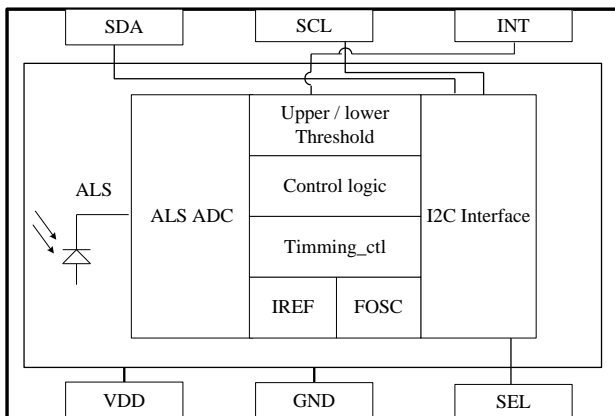 SDA
SCL
INT
Upper / lower
Threshold
ALS
ALS ADC
Control logic
I2C Interface
Timming_ctl
IREF
FOSC
VDD
GND
SEL